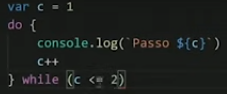 var c = 1
do {
    console.log(`Passo ${c}`)
    c++
} while (c <= 2)